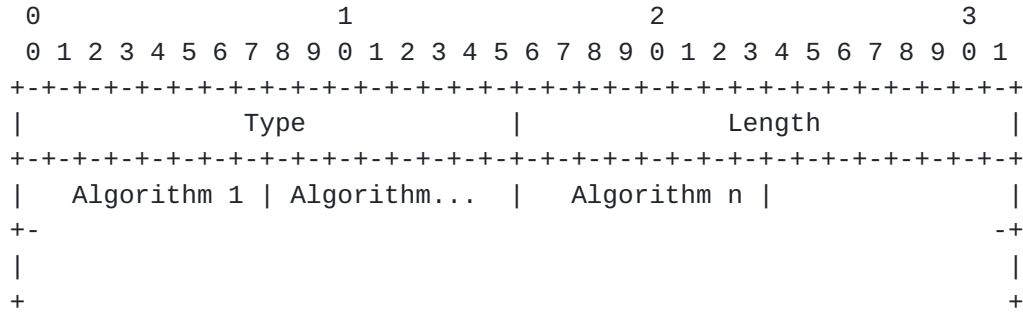 0                   1                   2                   3
 0 1 2 3 4 5 6 7 8 9 0 1 2 3 4 5 6 7 8 9 0 1 2 3 4 5 6 7 8 9 0 1
+-+-+-+-+-+-+-+-+-+-+-+-+-+-+-+-+-+-+-+-+-+-+-+-+-+-+-+-+-+-+-+-+
|              Type             |             Length            |
+-+-+-+-+-+-+-+-+-+-+-+-+-+-+-+-+-+-+-+-+-+-+-+-+-+-+-+-+-+-+-+-+
|   Algorithm 1 | Algorithm...  |   Algorithm n |               |
+-                                                             -+
|                                                               |
+                                                               +